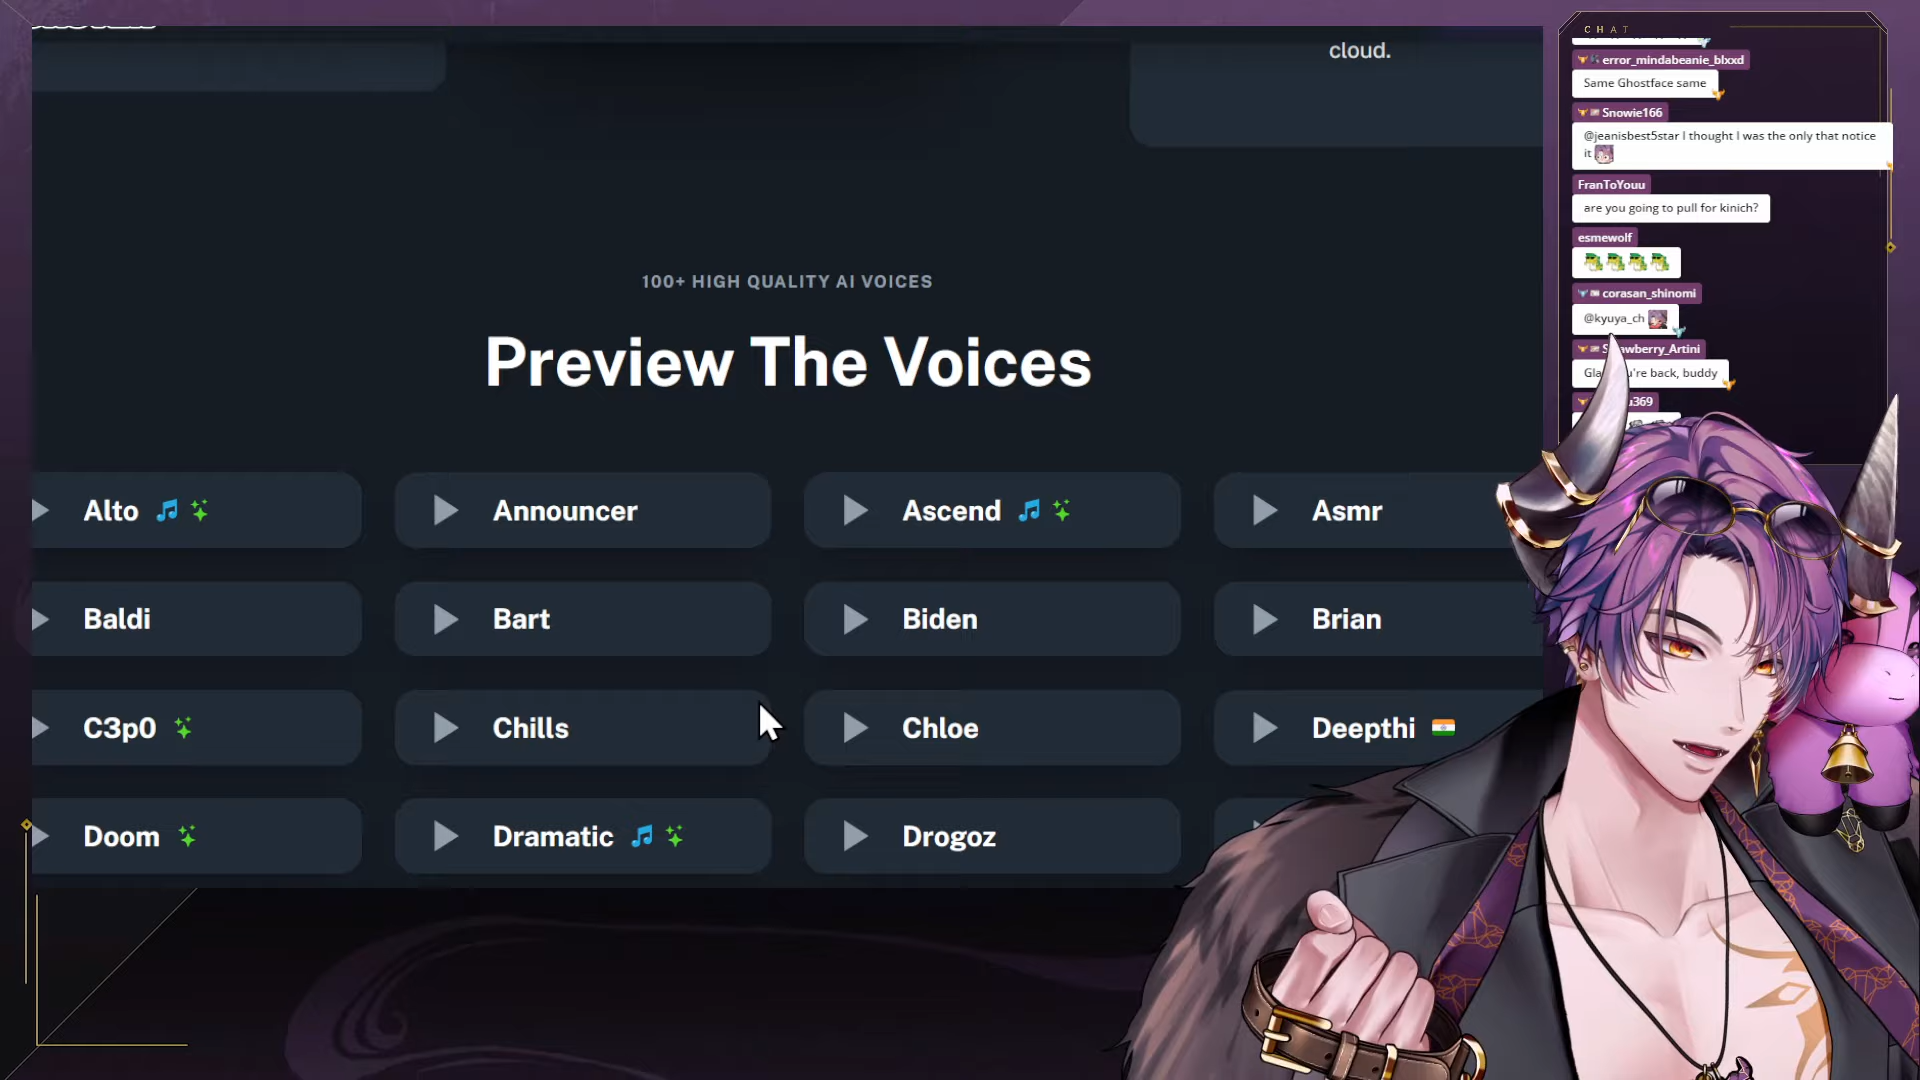 cloud.
100+ HIGH QUALITY AI VOICES
Preview The Voices
Alto
Announcer
Ascend
Asmr
Baldi
Bart
Biden
Brian
C3p0
Chills
Chloe
Deepthi
Doom
Dramatic
Drogoz
CHAT
error_mindabeanie_blxxd
Same Ghostface same
Snowie166
@jeanisbest5star I thought I was the only that notice
it
FranToYouu
are you going to pull for kinich?
esmewolf
corasan_shinomi
@kyuya_ch
back, buddy